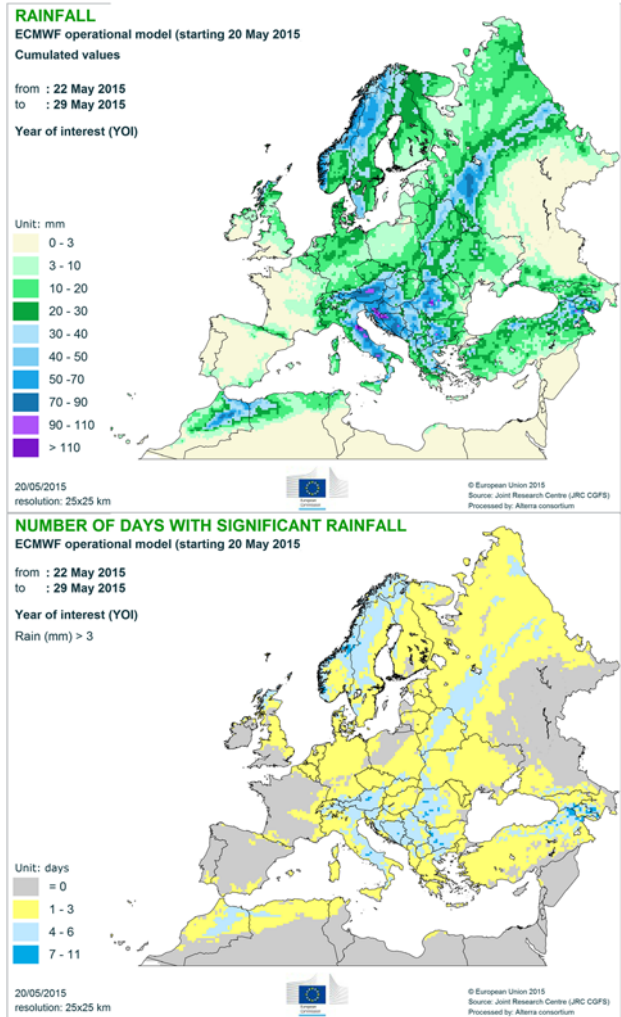 RAINFALL
ECMWF operational model (starting 20 May 2015
Cumulated values
from : 22 May 2015
to : 29 May 2015
Year of interest (YOI)
Unit: mm
0 - 3
3 - 10
10 - 20
20 - 30
30 - 40
40 - 50
50 -70
70 - 90
90 - 110
> 110
20/05/2015
resolution: 25x25 km
European
Commission
© European Union 2015
Source: Joint Research Centre (JRC CGFS)
Processed by: Alterra consortium
NUMBER OF DAYS WITH SIGNIFICANT RAINFALL
ECMWF operational model (starting 20 May 2015
from : 22 May 2015
to : 29 May 2015
Year of interest (YOI)
Rain (mm) > 3
Unit: days
= 0
1 - 3
4 - 6
7 - 11
20/05/2015
resolution: 25x25 km
European
Commission
© European Union 2015
Source: Joint Research Centre (JRC CGFS)
Processed by: Alterra consortium